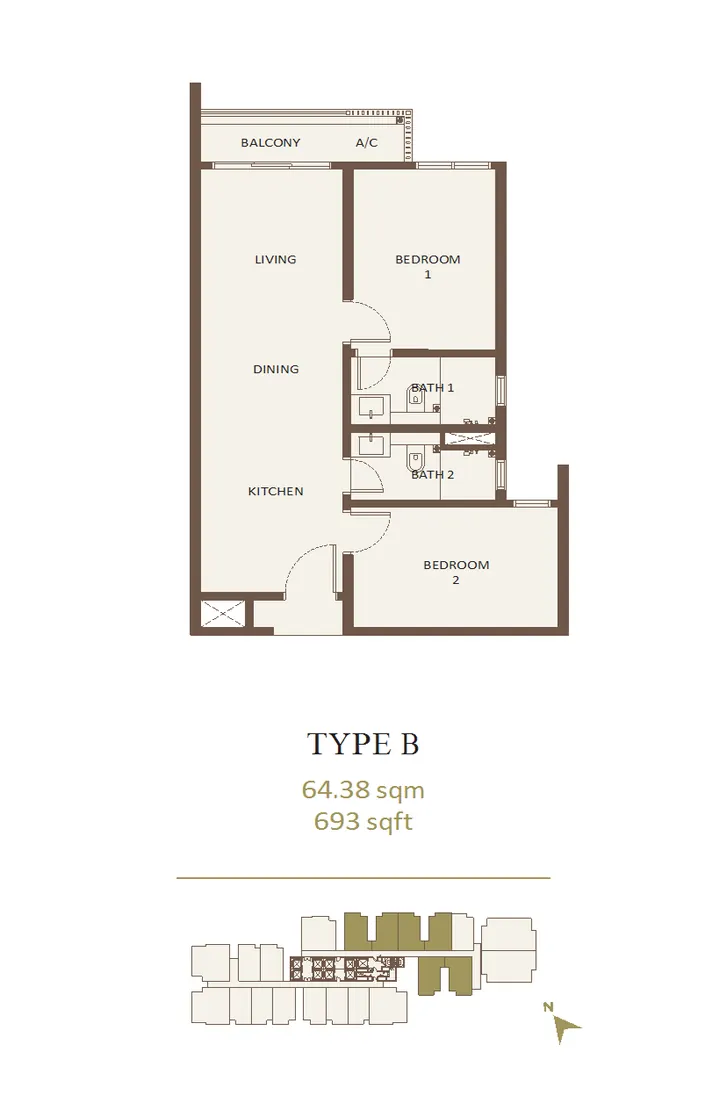 BALCONY A/C
LIVING
BEDROOM
1
DINING
BATH 1
BATH 2
KITCHEN
BEDROOM
2
TYPE B
64.38 sqm
693 sqft
N